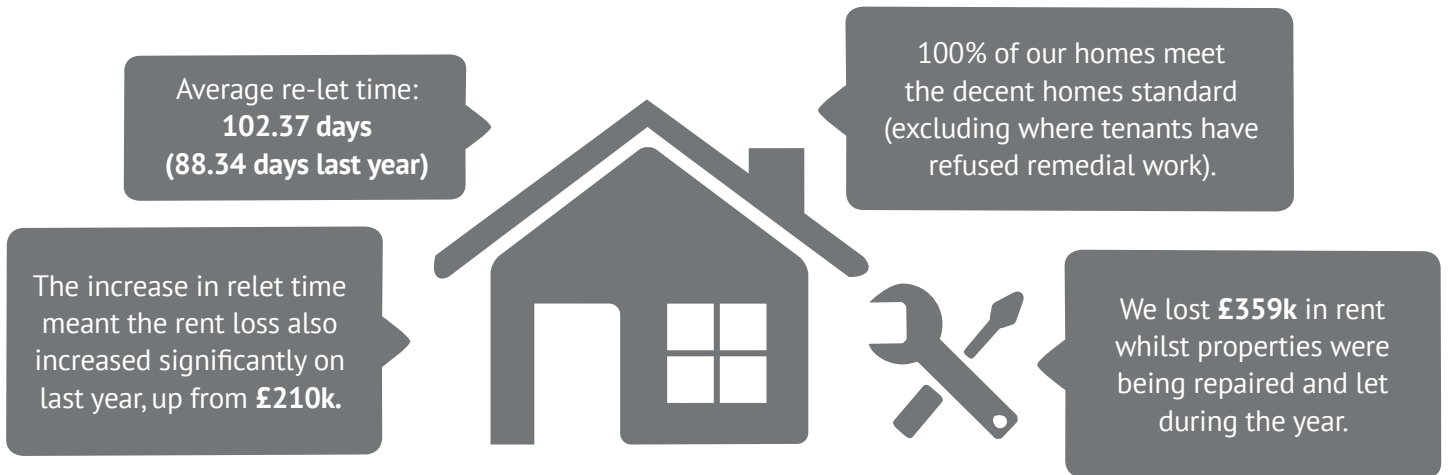 Average re-let time:
102.37 days
(88.34 days last year)
100% of our homes meet
the decent homes standard
(excluding where tenants have
refused remedial work).
The increase in relet time
meant the rent loss also
increased significantly on
last year, up from £210k.
We lost £359k in rent
whilst properties were
being repaired and let
during the year.